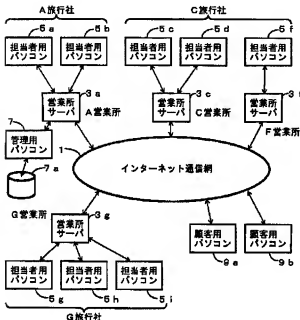 A旅行社 C旅行社
5a 5b 5c 5d 5f
担当者用パソコン 担当者用パソコン 担当者用パソコン 担当者用パソコン 担当者用パソコン
3a 3c 3f
営業所サーバ 営業所サーバ 営業所サーバ
A営業所 C営業所 F営業所
7
管理用パソコン
1
7a
インターネット通信網
G営業所
営業所サーバ
3g
顧客用パソコン 顧客用パソコン
9a 9b
担当者用パソコン 担当者用パソコン 担当者用パソコン
5g 5h 5i
G旅行社